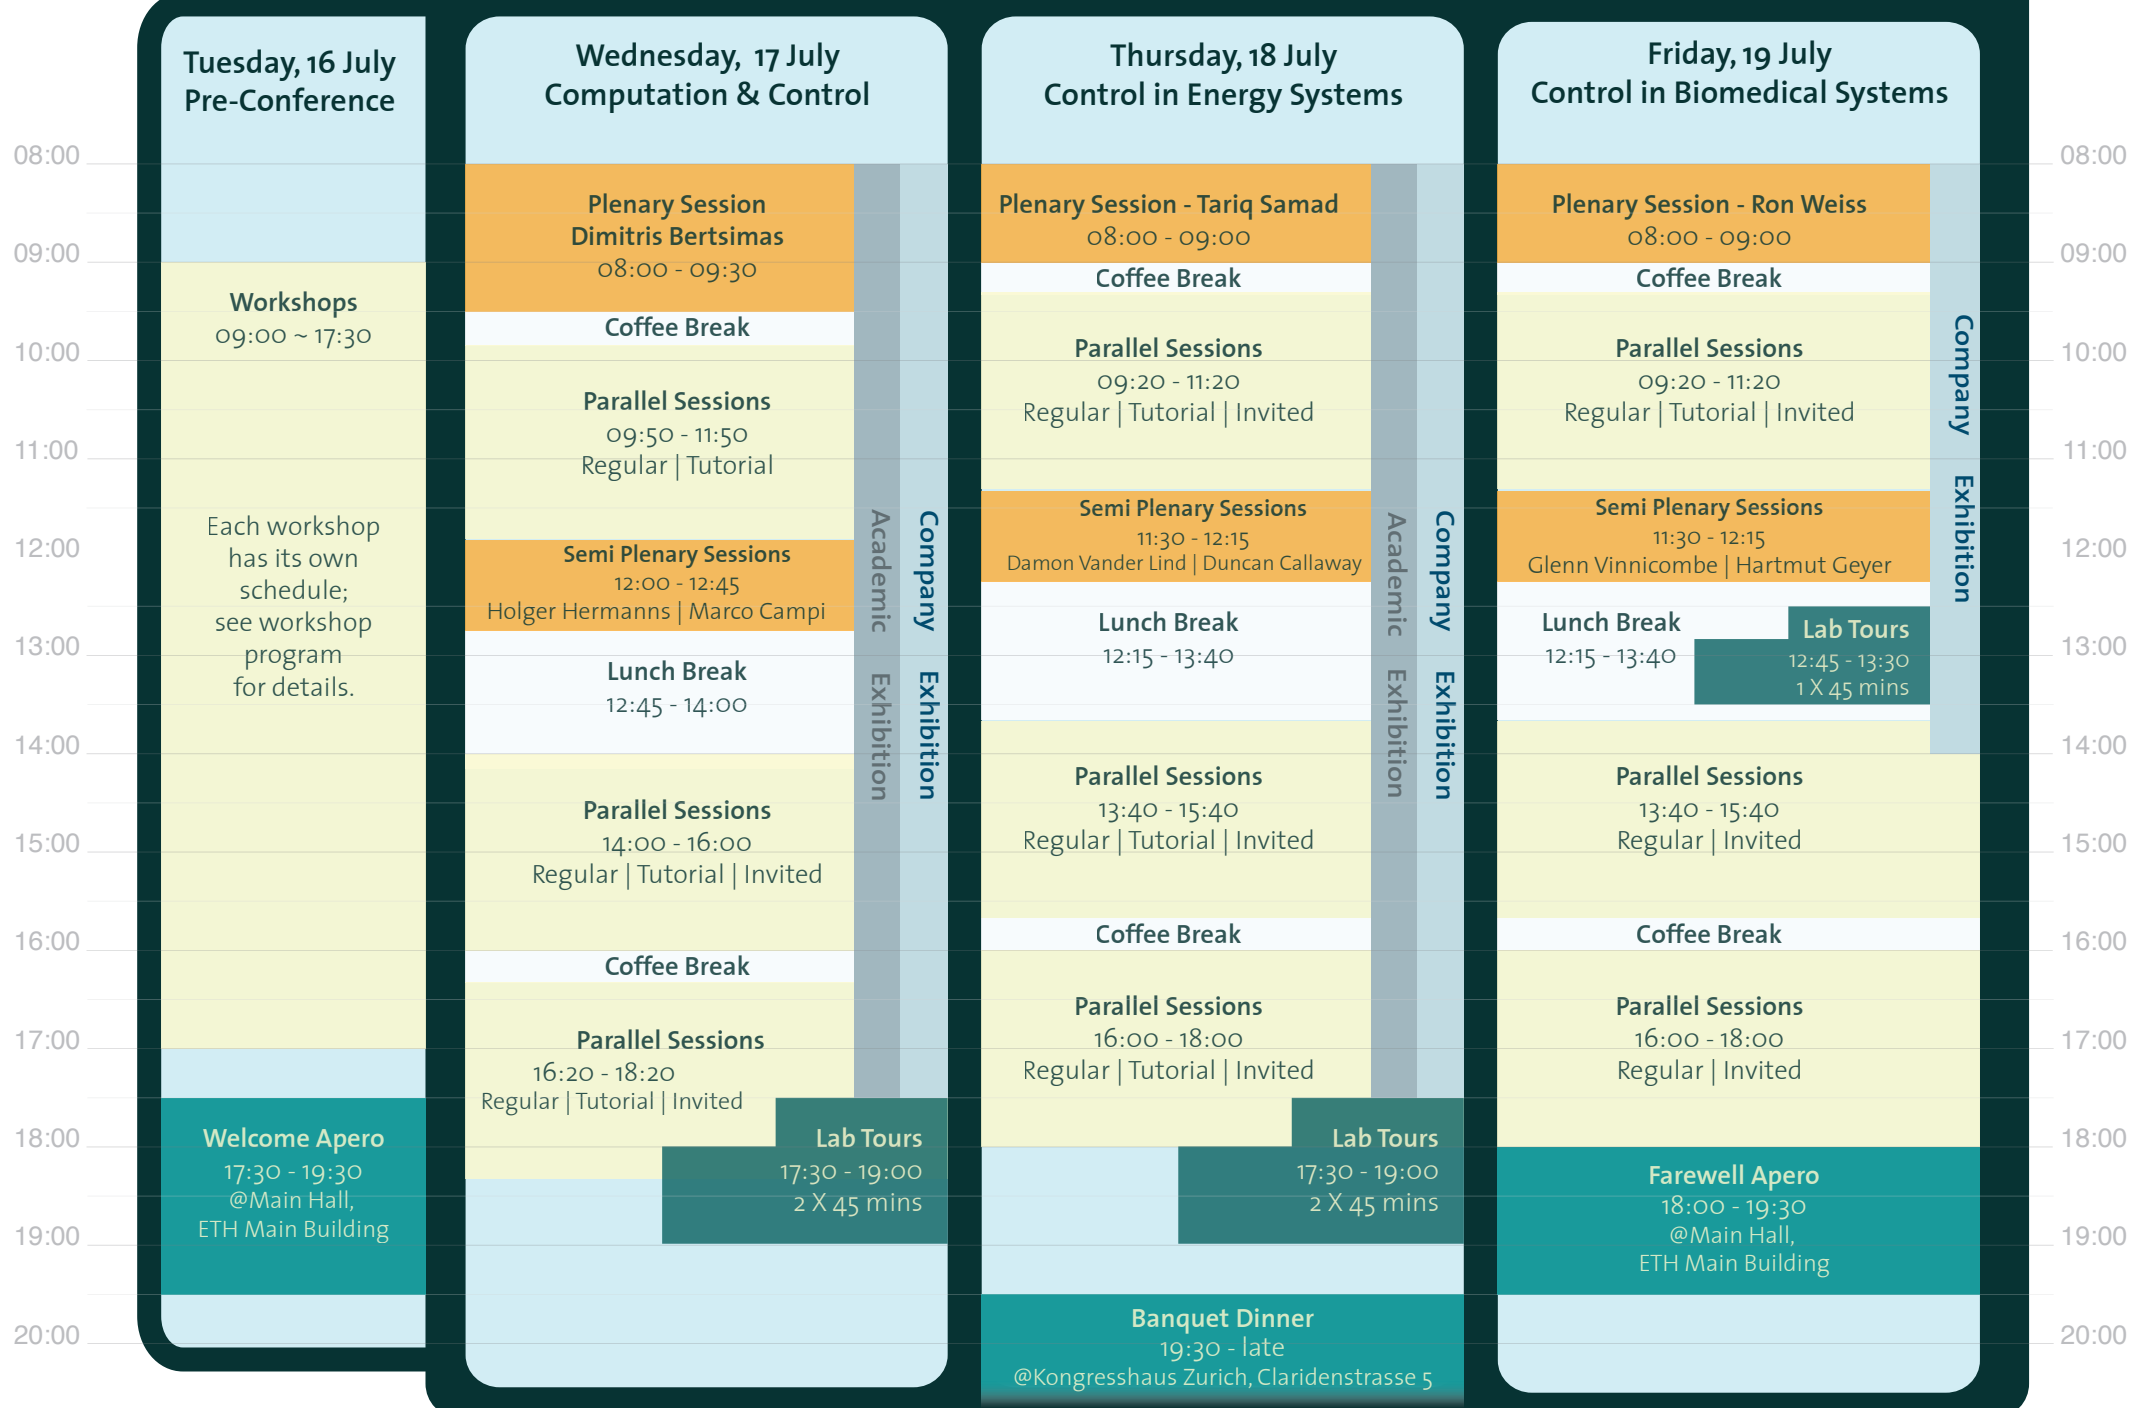 Tuesday, 16 July
Pre-Conference
Wednesday, 17 July
Computation & Control
Thursday, 18 July
Control in Energy Systems
Friday, 19 July
Control in Biomedical Systems
08:00
09:00
10:00
11:00
12:00
13:00
14:00
15:00
16:00
17:00
18:00
19:00
20:00
Workshops
09:00 ~ 17:30
Each workshop
has its own
schedule;
see workshop
program
for details.
Welcome Apero
17:30 - 19:30
@Main Hall,
ETH Main Building
Plenary Session
Dimitris Bertsimas
08:00 - 09:30
Coffee Break
Parallel Sessions
09:50 - 11:50
Regular | Tutorial
Semi Plenary Sessions
12:00 - 12:45
Holger Hermanns | Marco Campi
Lunch Break
12:45 - 14:00
Parallel Sessions
14:00 - 16:00
Regular | Tutorial | Invited
Coffee Break
Parallel Sessions
16:20 - 18:20
Regular | Tutorial | Invited
Lab Tours
17:30 - 19:00
2 X 45 mins
Academic Exhibition
Company Exhibition
Plenary Session - Tariq Samad
08:00 - 09:00
Coffee Break
Parallel Sessions
09:20 - 11:20
Regular | Tutorial | Invited
Semi Plenary Sessions
11:30 - 12:15
Damon Vander Lind | Duncan Callaway
Lunch Break
12:15 - 13:40
Parallel Sessions
13:40 - 15:40
Regular | Tutorial | Invited
Coffee Break
Parallel Sessions
16:00 - 18:00
Regular | Tutorial | Invited
Lab Tours
17:30 - 19:00
2 X 45 mins
Banquet Dinner
19:30 - late
@Kongresshaus Zurich, Claridenstrasse 5
Academic Exhibition
Company Exhibition
Plenary Session - Ron Weiss
08:00 - 09:00
Coffee Break
Parallel Sessions
09:20 - 11:20
Regular | Tutorial | Invited
Semi Plenary Sessions
11:30 - 12:15
Glenn Vinnicombe | Hartmut Geyer
Lunch Break
12:15 - 13:40
Lab Tours
12:45 - 13:30
1 X 45 mins
Parallel Sessions
13:40 - 15:40
Regular | Invited
Coffee Break
Parallel Sessions
16:00 - 18:00
Regular | Invited
Farewell Apero
18:00 - 19:30
@Main Hall,
ETH Main Building
Company Exhibition
08:00
09:00
10:00
11:00
12:00
13:00
14:00
15:00
16:00
17:00
18:00
19:00
20:00